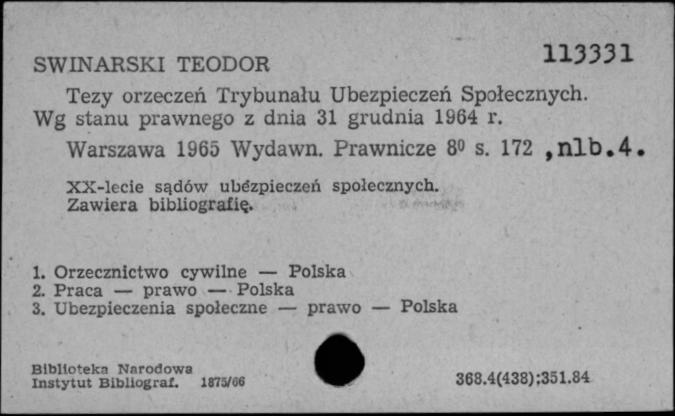 113331
SWINARSKI TEODOR
Tezy orzeczeń Trybunału Ubezpieczeń Społecznych.
Wg stanu prawnego z dnia 31 grudnia 1964 r.
Warszawa 1965 Wydawn. Prawnicze 8⁰ s. 172 ,nlb.4.
XX-lecie sądów ubezpieczeń społecznych.
Zawiera bibliografię.
1. Orzecznictwo cywilne — Polska
2. Praca — prawo — Polska
3. Ubezpieczenia społeczne — prawo — Polska
Biblioteka Narodowa
Instytut Bibliograf. 1875/66
368.4(438):351.84